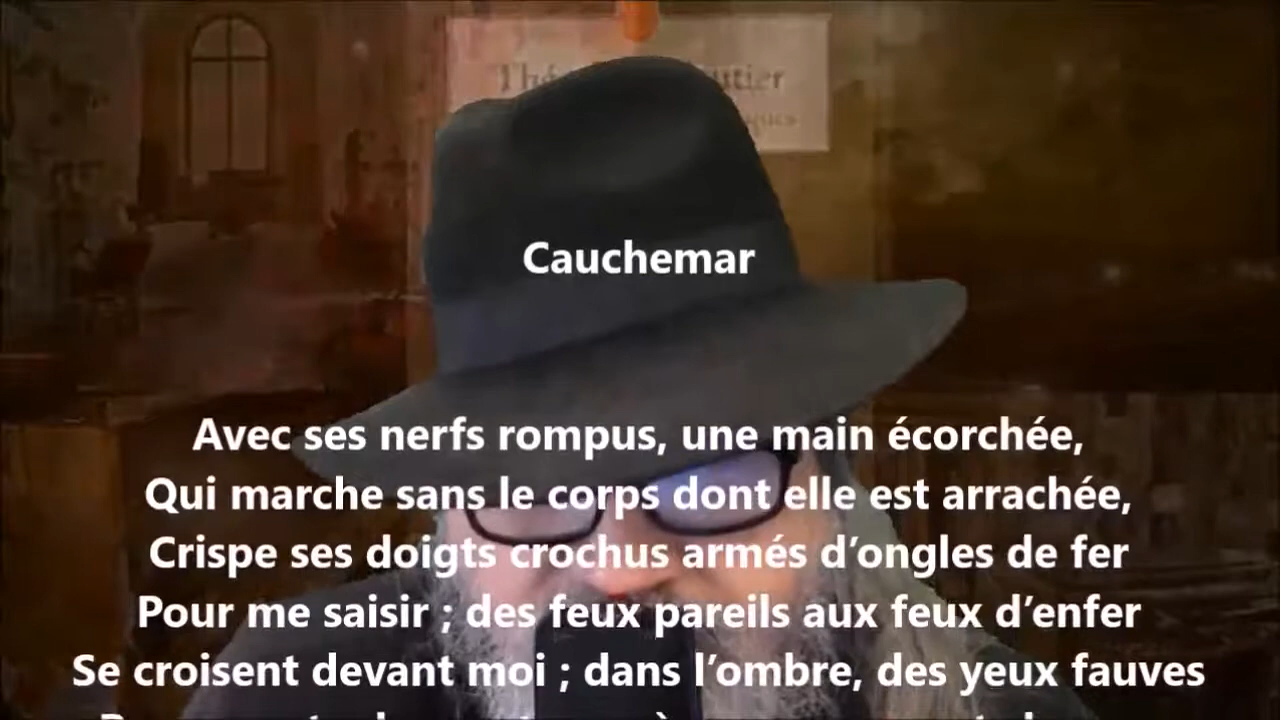 Cauchemar
Avec ses nerfs rompus, une main écorchée,
Qui marche sans le corps dont elle est arrachée,
Crispe ses doigts crochus armés d’ongles de fer
Pour me saisir ; des feux pareils aux feux d’enfer
Se croisent devant moi ; dans l’ombre, des yeux fauves